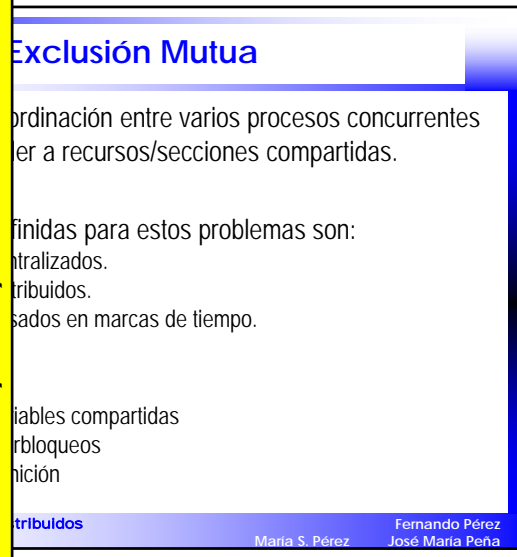 Exclusión Mutua
ordinación entre varios procesos concurrentes
der a recursos/secciones compartidas.
finidas para estos problemas son:
ntralizados.
tribuidos.
sados en marcas de tiempo.
iables compartidas
rbloqueos
nición
tribuidos
Fernando Pérez
María S. Pérez José María Peña